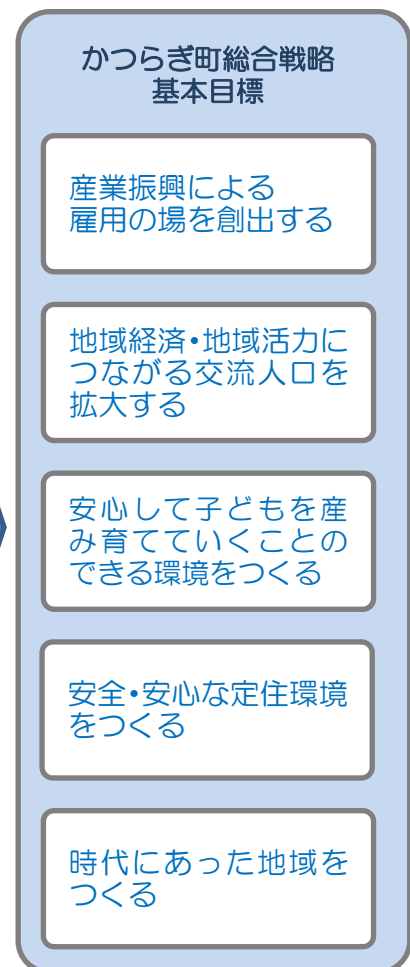 かつらぎ町総合戦略
基本目標
産業振興による
雇用の場を創出する
地域経済・地域活力に
つながる交流人口を
拡大する
安心して子どもを産
み育てていくことの
できる環境をつくる
安全・安心な定住環境
をつくる
時代にあった地域を
つくる